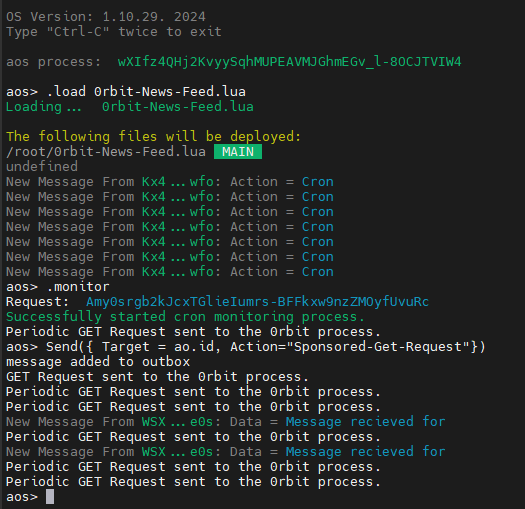 OS Version: 1.10.29. 2024
Type "Ctrl-C" twice to exit
aos process:  wXIfz4QHj2KvyySqhMUPEAVMJGhmEGv_l-8OCJTVIW4
aos> .load 0rbit-News-Feed.lua
Loading...  0rbit-News-Feed.lua
The following files will be deployed:
/root/0rbit-News-Feed.lua  MAIN
undefined
New Message From Kx4...wfo: Action = Cron
New Message From Kx4...wfo: Action = Cron
New Message From Kx4...wfo: Action = Cron
New Message From Kx4...wfo: Action = Cron
New Message From Kx4...wfo: Action = Cron
New Message From Kx4...wfo: Action = Cron
New Message From Kx4...wfo: Action = Cron
aos> .monitor
Request:  Amy0srgb2kJcxTGlieIumrs-BFFkxw9nzZMOyfUvuRc
Successfully started cron monitoring process.
Periodic GET Request sent to the 0rbit process.
aos> Send({ Target = ao.id, Action="Sponsored-Get-Request"})
message added to outbox
GET Request sent to the 0rbit process.
Periodic GET Request sent to the 0rbit process.
Periodic GET Request sent to the 0rbit process.
New Message From WSX...e0s: Data = Message recieved for
Periodic GET Request sent to the 0rbit process.
New Message From WSX...e0s: Data = Message recieved for
Periodic GET Request sent to the 0rbit process.
Periodic GET Request sent to the 0rbit process.
aos>